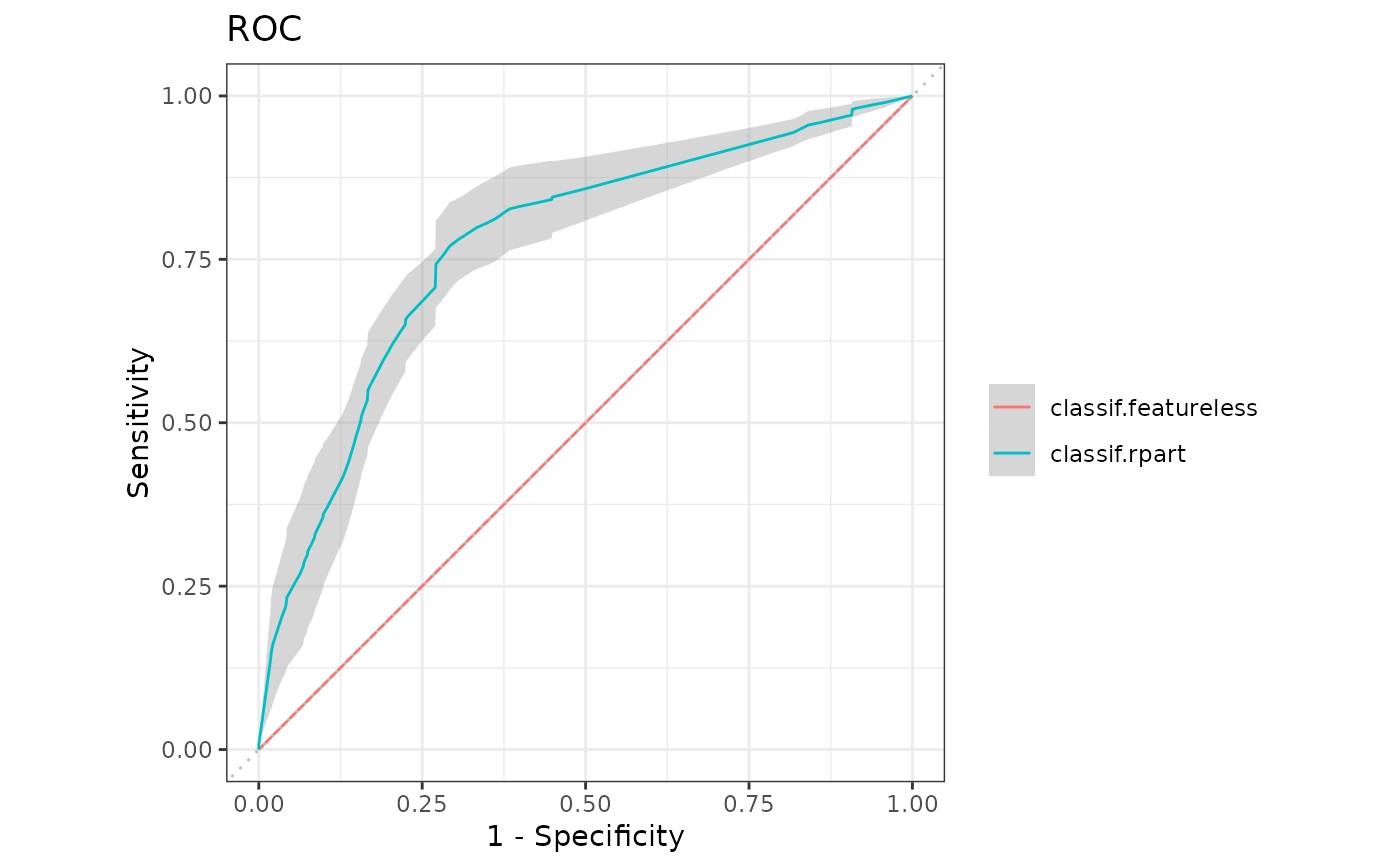 ROC
1.00
0.75
0.50
0.25
0.00
Sensitivity
0.00 0.25 0.50 0.75 1.00
1 - Specificity
classif.featureless
classif.rpart